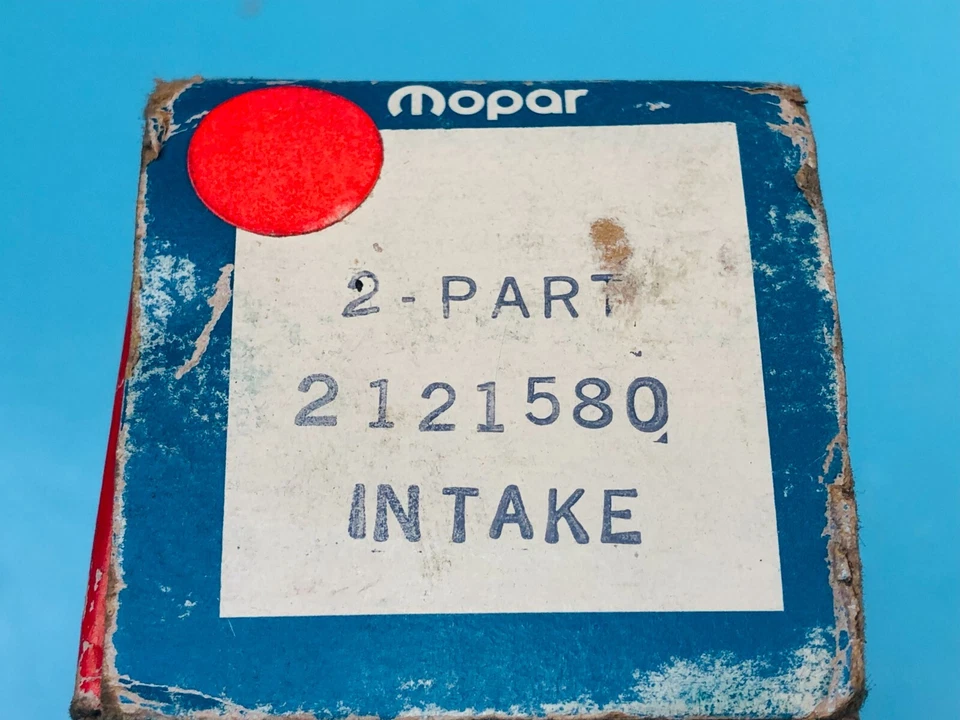 mopar
2-PART
2121580
INTAKE